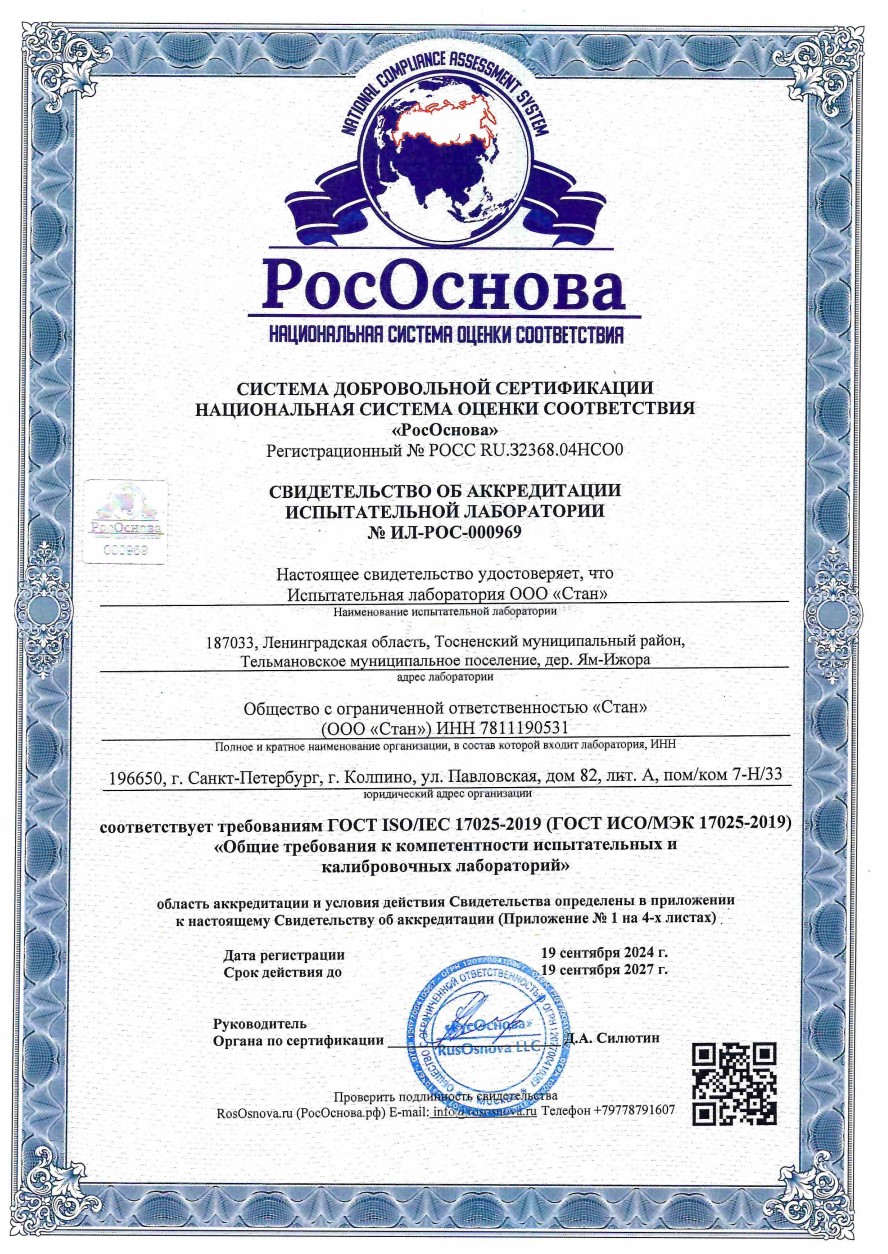 NATIONAL COMPLIANCE ASSESSMENT SYSTEM
РосОснова
НАЦИОНАЛЬНАЯ СИСТЕМА ОЦЕНКИ СООТВЕТСТВИЯ
СИСТЕМА ДОБРОВОЛЬНОЙ СЕРТИФИКАЦИИ
НАЦИОНАЛЬНАЯ СИСТЕМА ОЦЕНКИ СООТВЕТСТВИЯ
«РосОснова»
Регистрационный № РОСС RU.32368.04НСО0
СВИДЕТЕЛЬСТВО ОБ АККРЕДИТАЦИИ
ИСПЫТАТЕЛЬНОЙ ЛАБОРАТОРИИ
№ ИЛ-РОС-000969
РосОснова
000969
Настоящее свидетельство удостоверяет, что
Испытательная лаборатория ООО «Стан»
Наименование испытательной лаборатории
187033, Ленинградская область, Тосненский муниципальный район,
Тельмановское муниципальное поселение, дер. Ям-Ижора
адрес лаборатории
Общество с ограниченной ответственностью «Стан»
(ООО «Стан») ИНН 7811190531
Полное и краткое наименование организации, в состав которой входит лаборатория, ИНН
196650, г. Санкт-Петербург, г. Колпино, ул. Павловская, дом 82, лит. А, пом/ком 7-Н/33
юридический адрес организации
соответствует требованиям ГОСТ ISO/IEC 17025-2019 (ГОСТ ИСО/МЭК 17025-2019)
«Общие требования к компетентности испытательных и
калибровочных лабораторий»
область аккредитации и условия действия Свидетельства определены в приложении
к настоящему Свидетельству об аккредитации (Приложение № 1 на 4-х листах)
Дата регистрации 19 сентября 2024 г.
Срок действия до 19 сентября 2027 г.
Руководитель
Органа по сертификации Д.А. Силютин
«РосОснова»
RusOsnova LLC
МОСКВА
Проверить подлинность свидетельства
RosOsnova.ru (РосОснова.рф) E-mail: info@rososnova.ru Телефон +79778791607